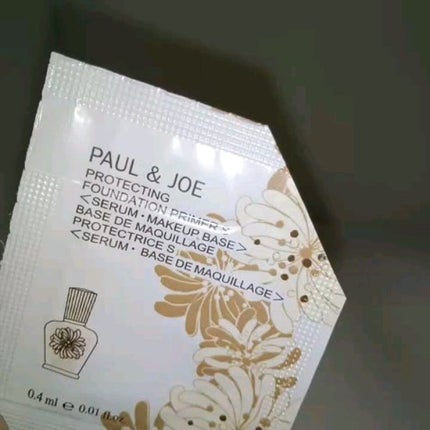 PAUL & JOE
PROTECTING
FOUNDATION PRIMER S
<SERUM・MAKEUP BASE>
BASE DE MAQUILLAGE
PROTECTRICE S
<SERUM・BASE DE MAQUILLAGE>
0.4 ml ℮ 0.01 fl.oz